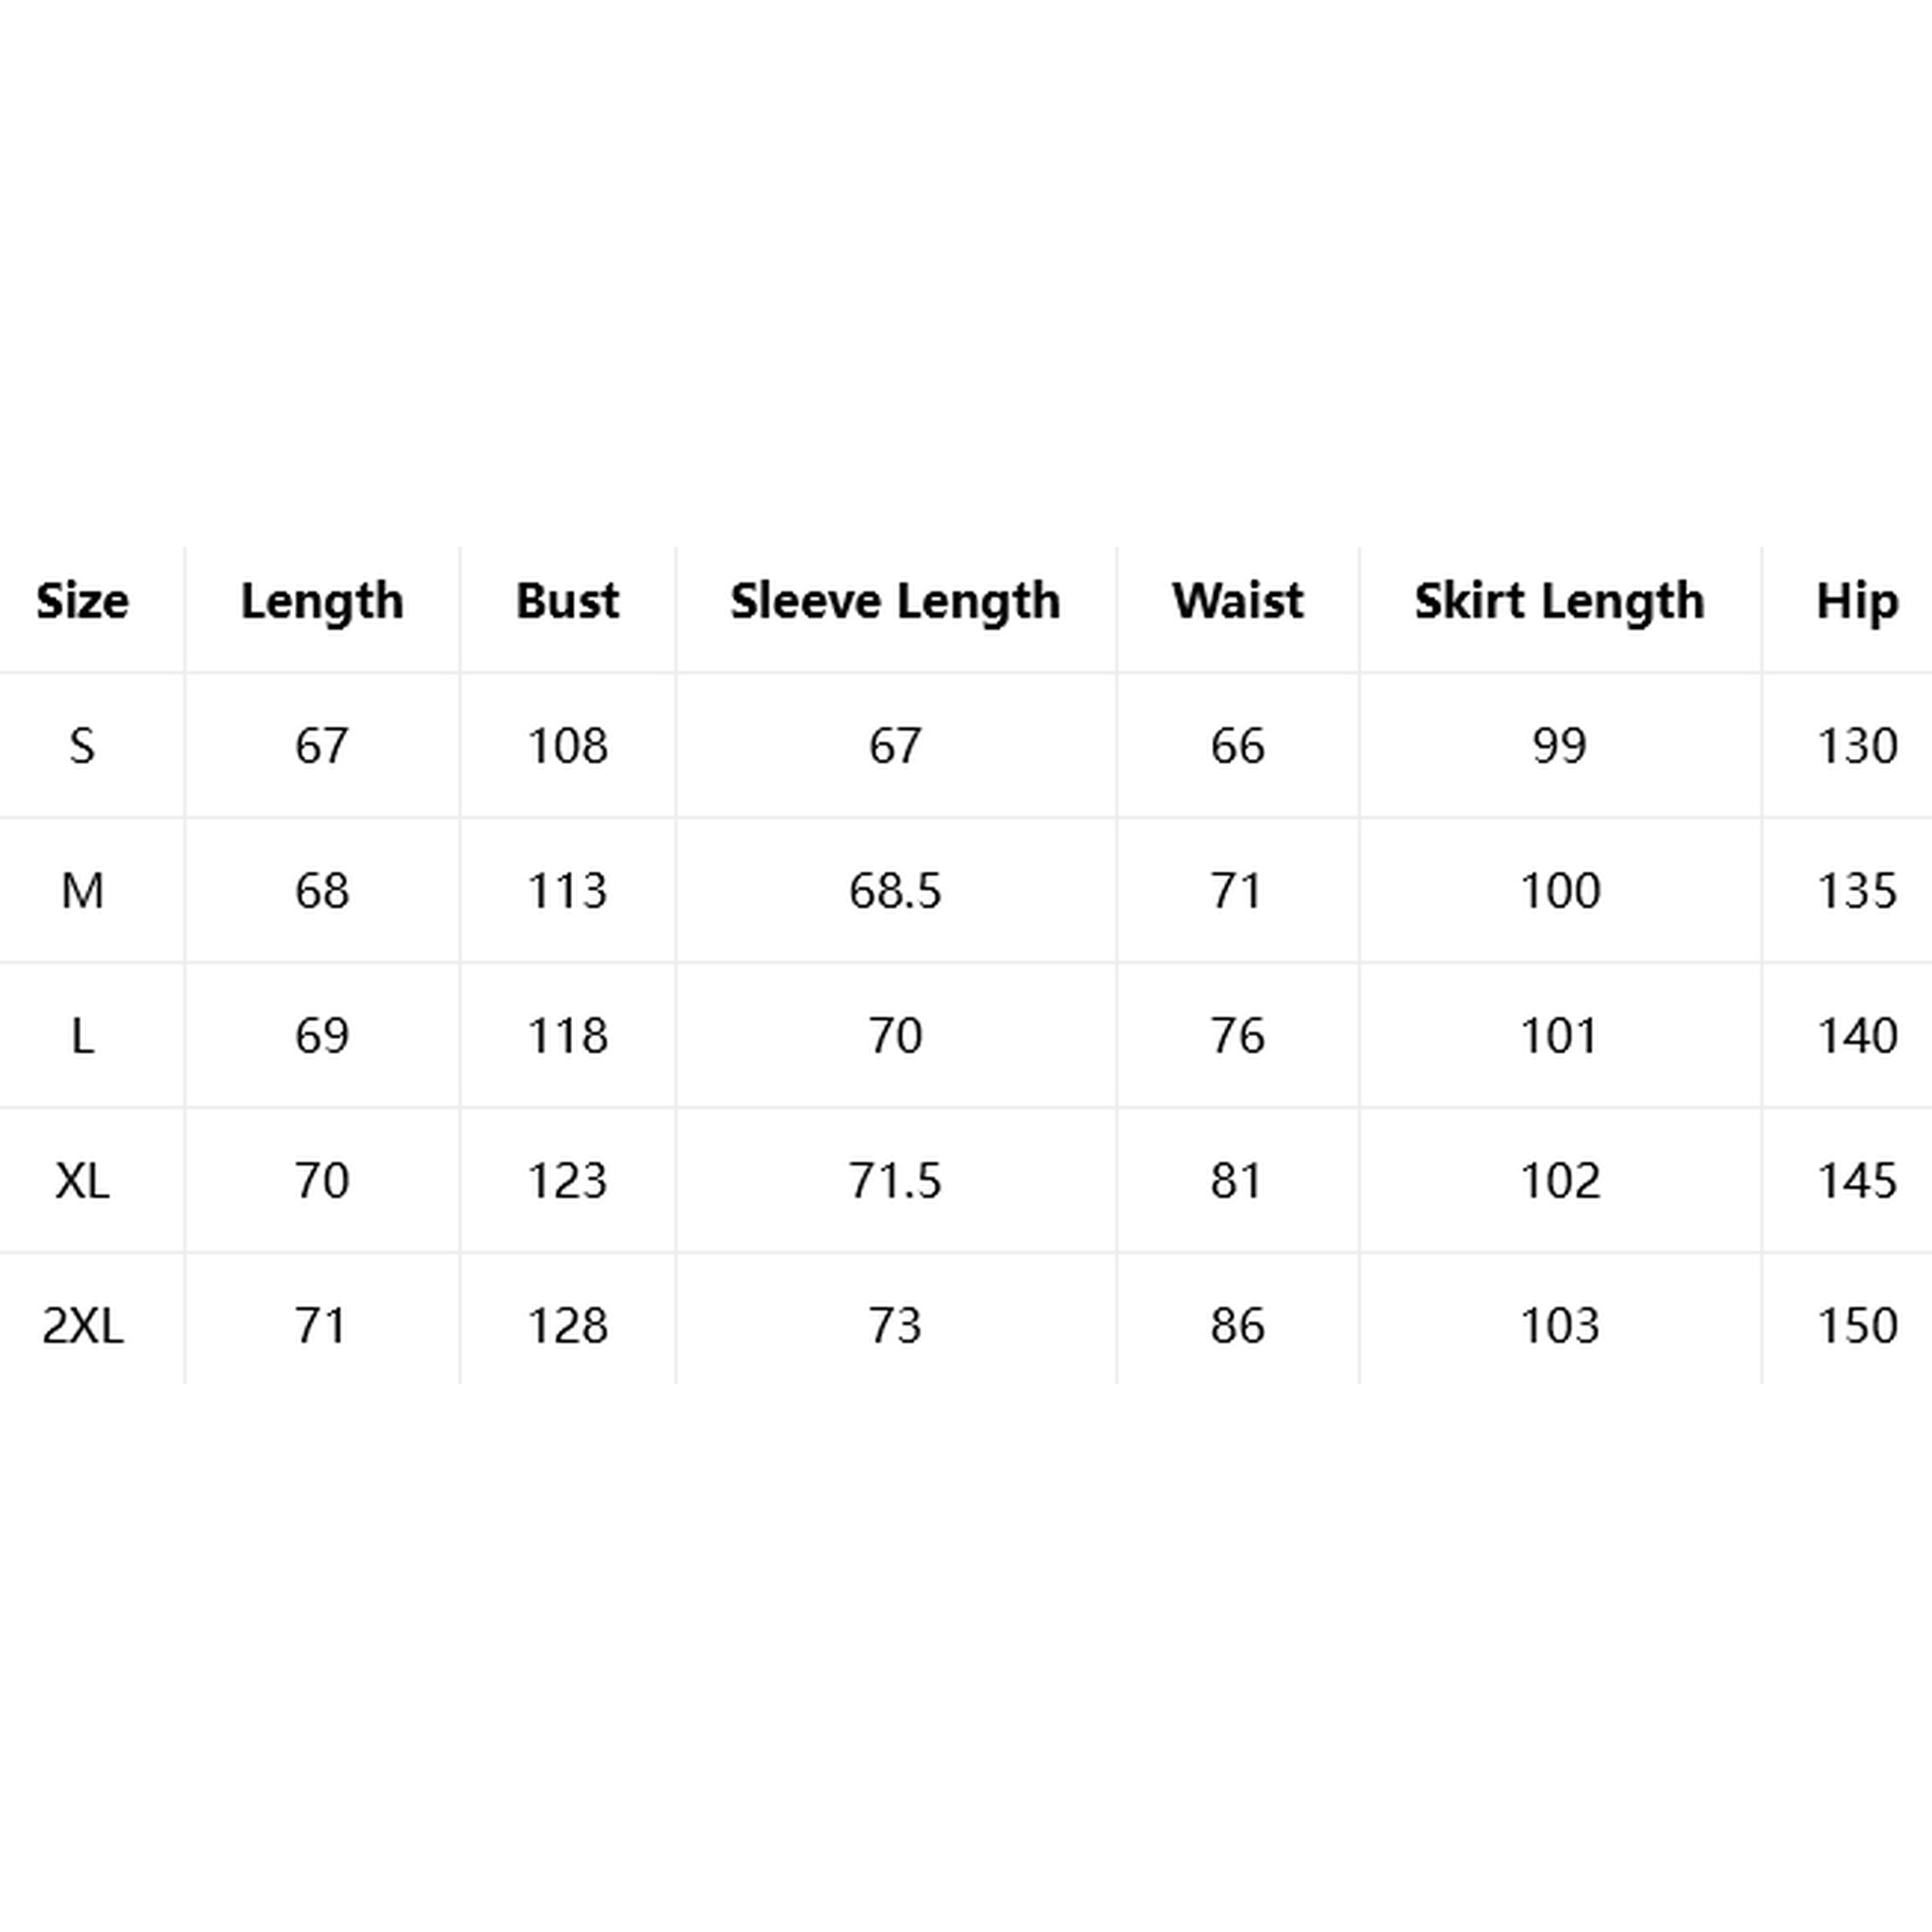 Size Length Bust Sleeve Length Waist Skirt Length Hip
S 67 108 67 66 99 130
M 68 113 68.5 71 100 135
L 69 118 70 76 101 140
XL 70 123 71.5 81 102 145
2XL 71 128 73 86 103 150